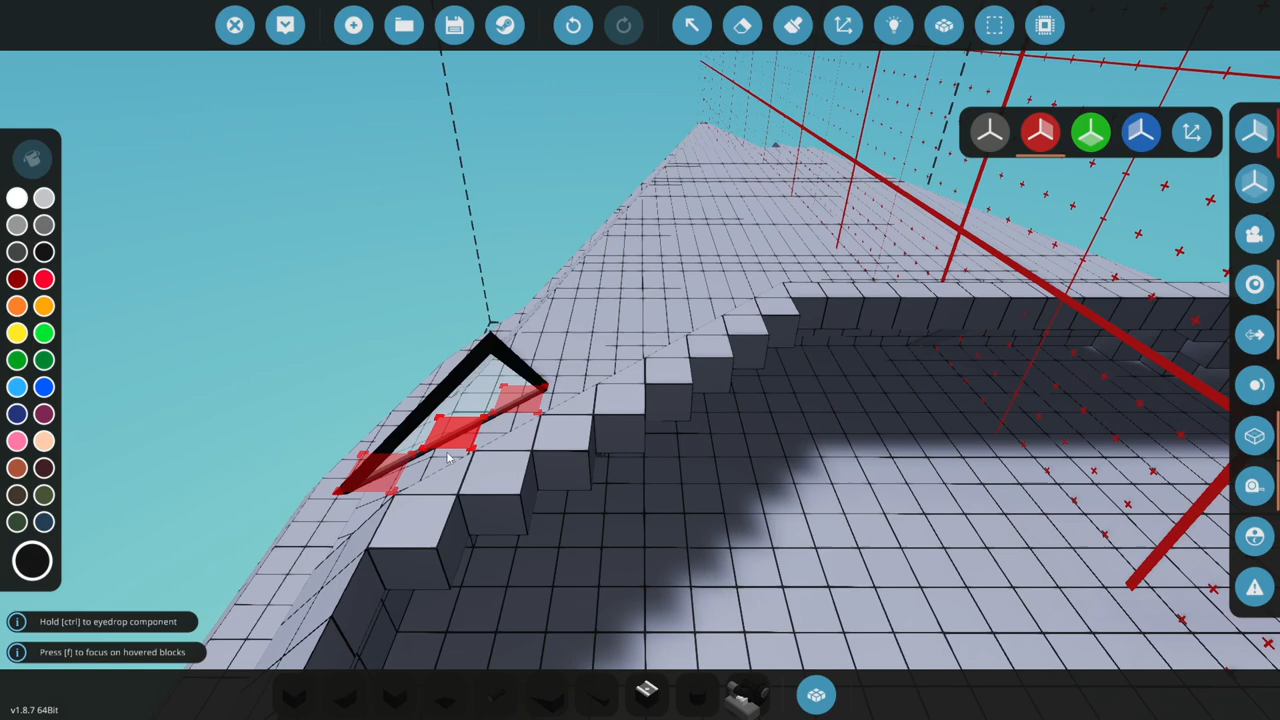 Hold [ctrl] to eyedrop component
Press [f] to focus on hovered blocks
v1.8.7 64Bit